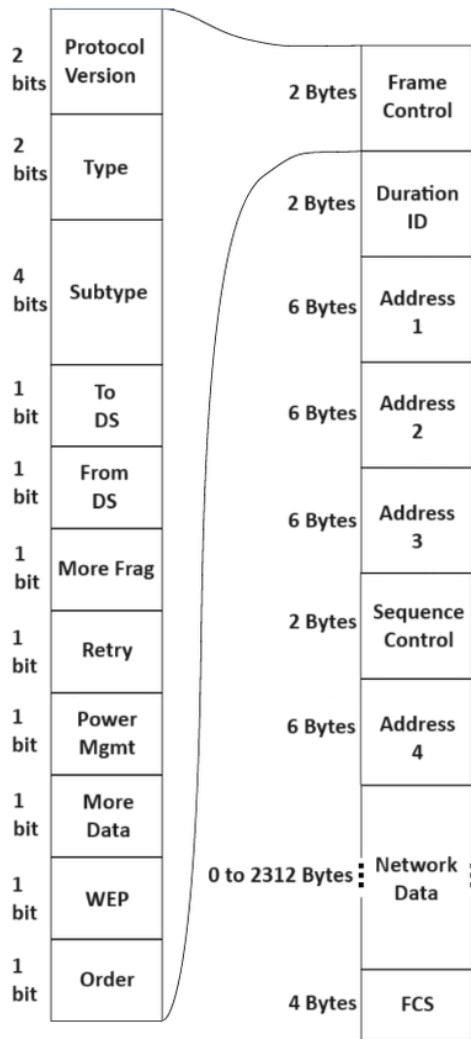 2
bits
Protocol
Version
2
bits
Type
4
bits
Subtype
1
bit
To
DS
1
bit
From
DS
1
bit
More Frag
1
bit
Retry
1
bit
Power
Mgmt
1
bit
More
Data
1
bit
WEP
1
bit
Order
2 Bytes
Frame
Control
2 Bytes
Duration
ID
6 Bytes
Address
1
6 Bytes
Address
2
6 Bytes
Address
3
2 Bytes
Sequence
Control
6 Bytes
Address
4
0 to 2312 Bytes
Network
Data
4 Bytes
FCS